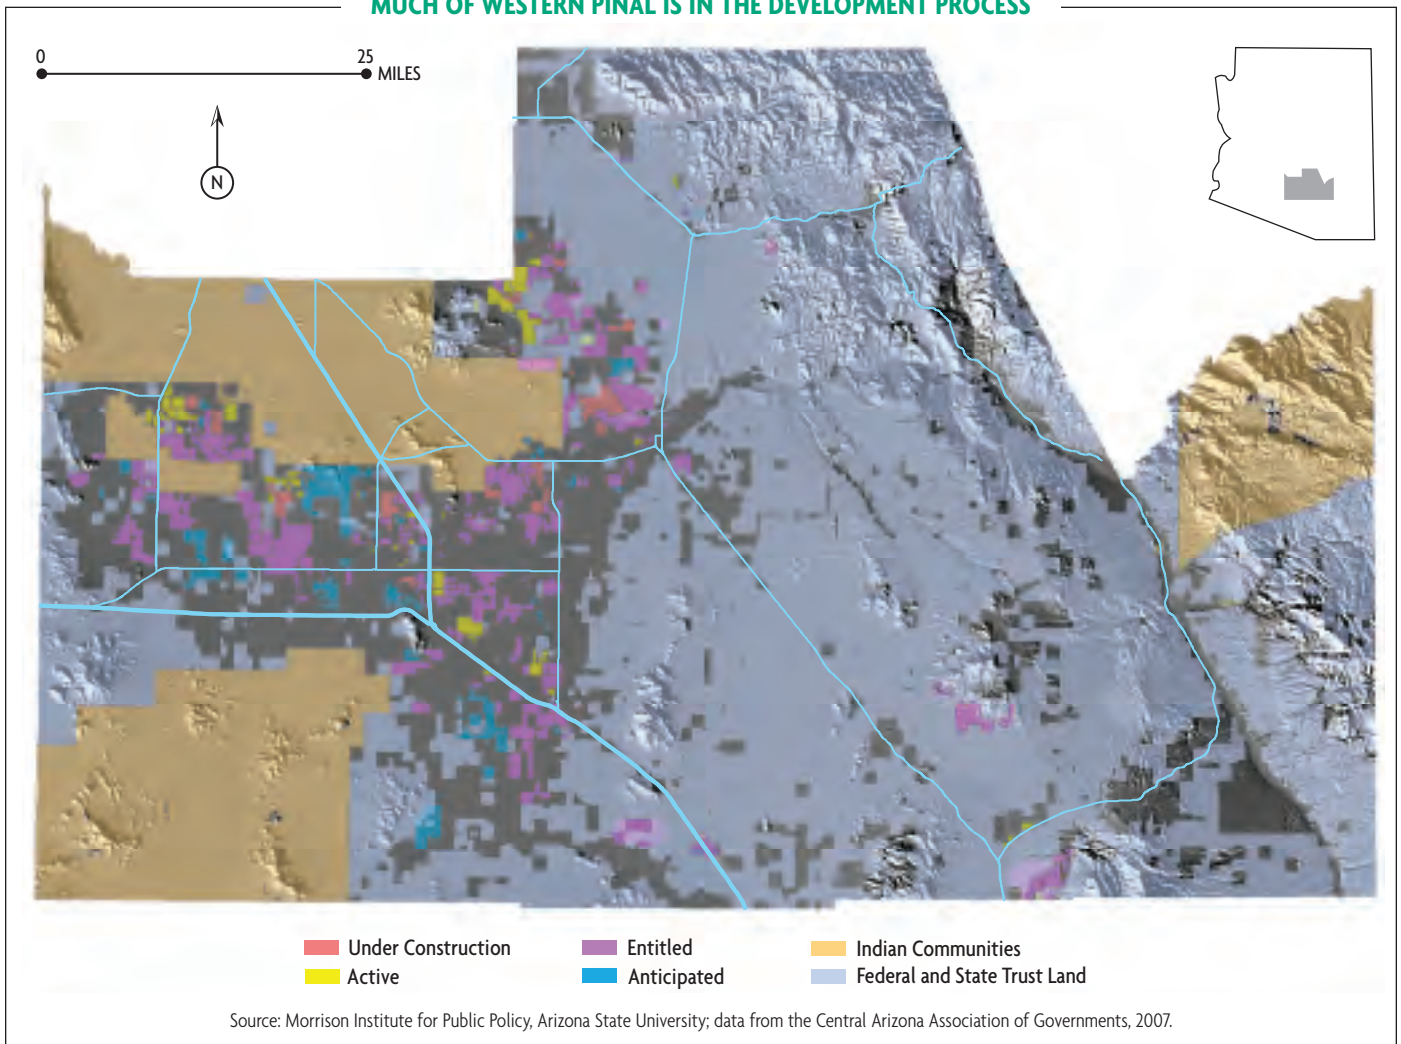 MUCH OF WESTERN PINAL IS IN THE DEVELOPMENT PROCESS
0 25
MILES
N
Under Construction
Entitled
Indian Communities
Active
Anticipated
Federal and State Trust Land
Source: Morrison Institute for Public Policy, Arizona State University; data from the Central Arizona Association of Governments, 2007.